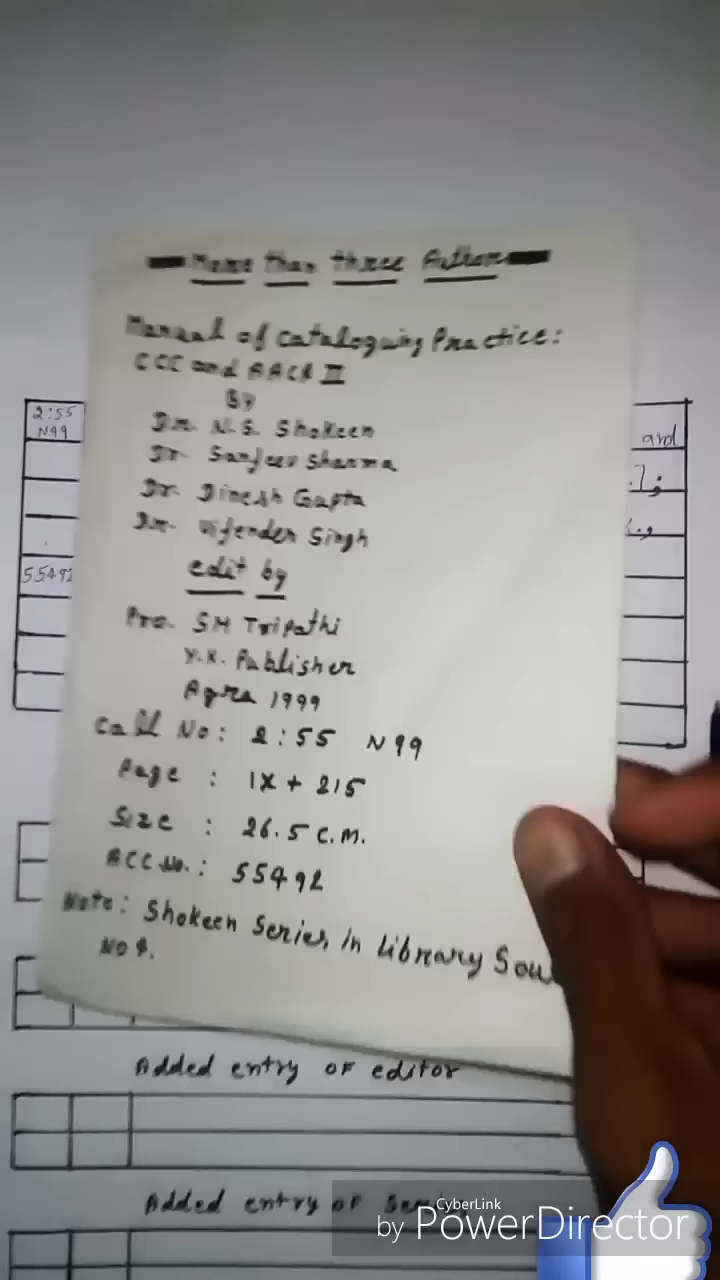 More than three Author
Manual of cataloguing Practice:
CCC and AACR II
By
Dr. N.S. Shokeen
Dr. Sanjeev Sharma
Dr. Dinesh Gupta
Dr. Vijender Singh
edit by
Pro. SM Tripathi
Y.K. Publisher
Agra 1999
Call No: 2:55 N99
Page : IX + 215
Size : 26.5 C.M.
ACC No.: 55492
Note: Shokeen Series in Library Sou
No
2:55
N99
ard
55492
Added entry of editor
Added entry of
CyberLink
by PowerDirector